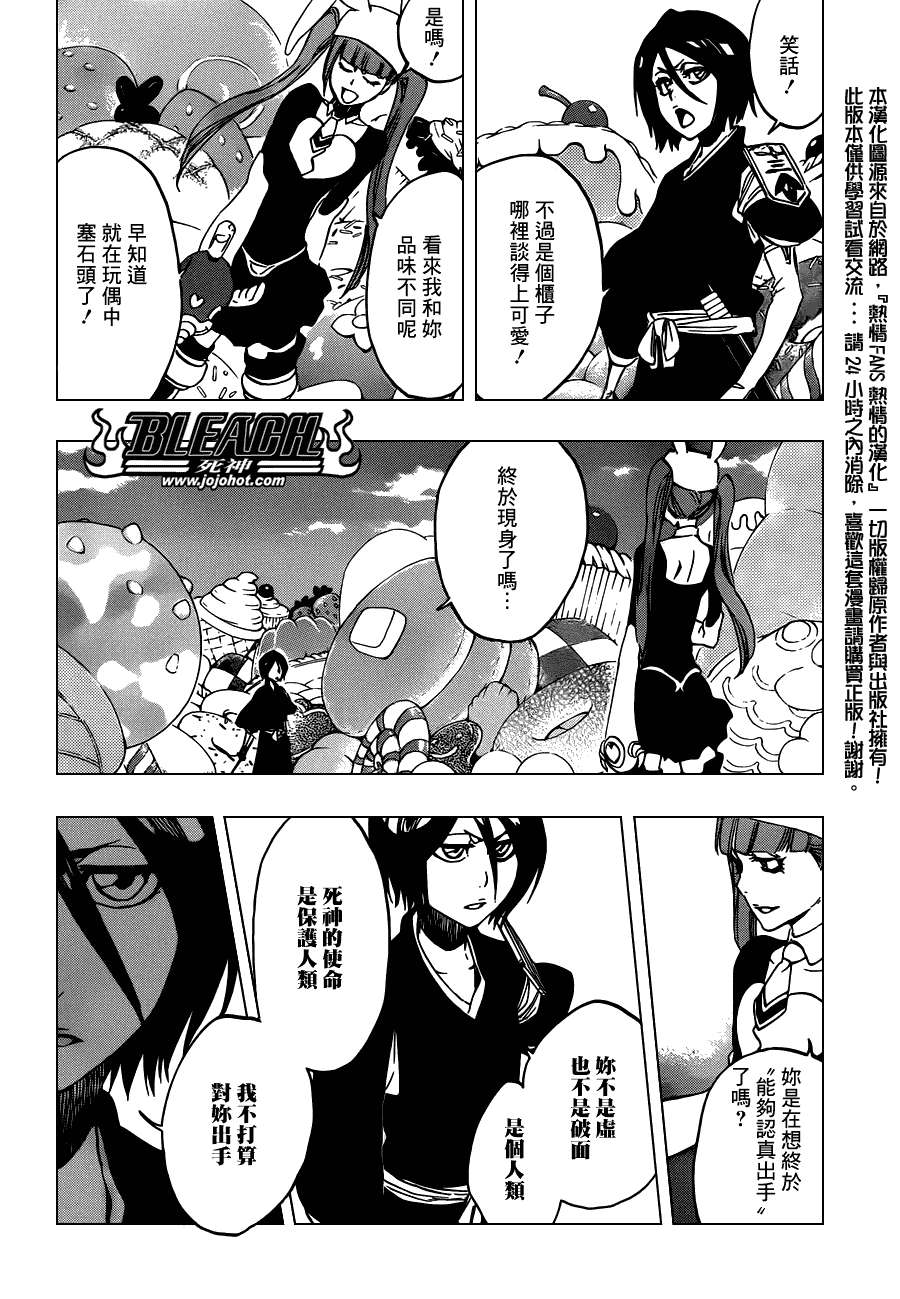 笑話！
不過是個櫃子
哪裡談得上可愛！
是嗎！
看來我和妳
品味不同呢
早知道
就在玩偶中
塞石頭了！
BLEACH
死神
www.jojohot.com
終於現身了嗎…
妳是在想終於
“能夠認真出手”
了嗎？
妳不是虛
也不是破面
是個人類
死神的使命
是保護人類
我不打算
對妳出手
本漢化圖源來自於網路，『熱情FANS熱情的漢化』一切版權歸原作者與出版社擁有！
此版本僅供學習試看交流...請24小時之內消除，喜歡這套漫畫請購買正版！謝謝。